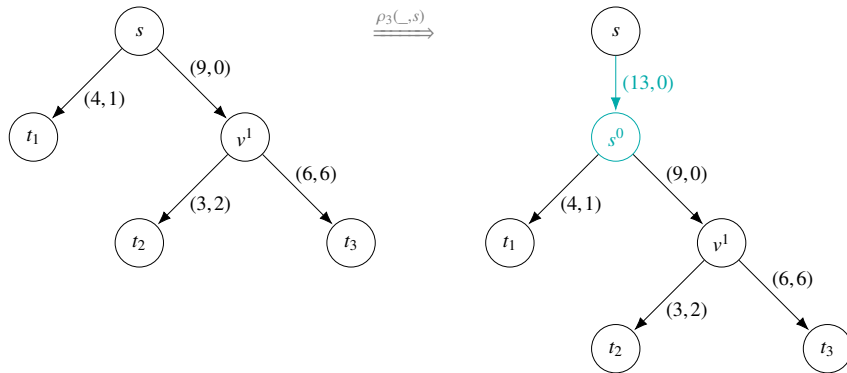 s
ρ₃(_,s)
s
(9,0)
(4,1)
(13,0)
t₁
v¹
s⁰
(3,2)
(6,6)
(4,1)
(9,0)
t₂
t₃
t₁
v¹
(3,2)
(6,6)
t₂
t₃